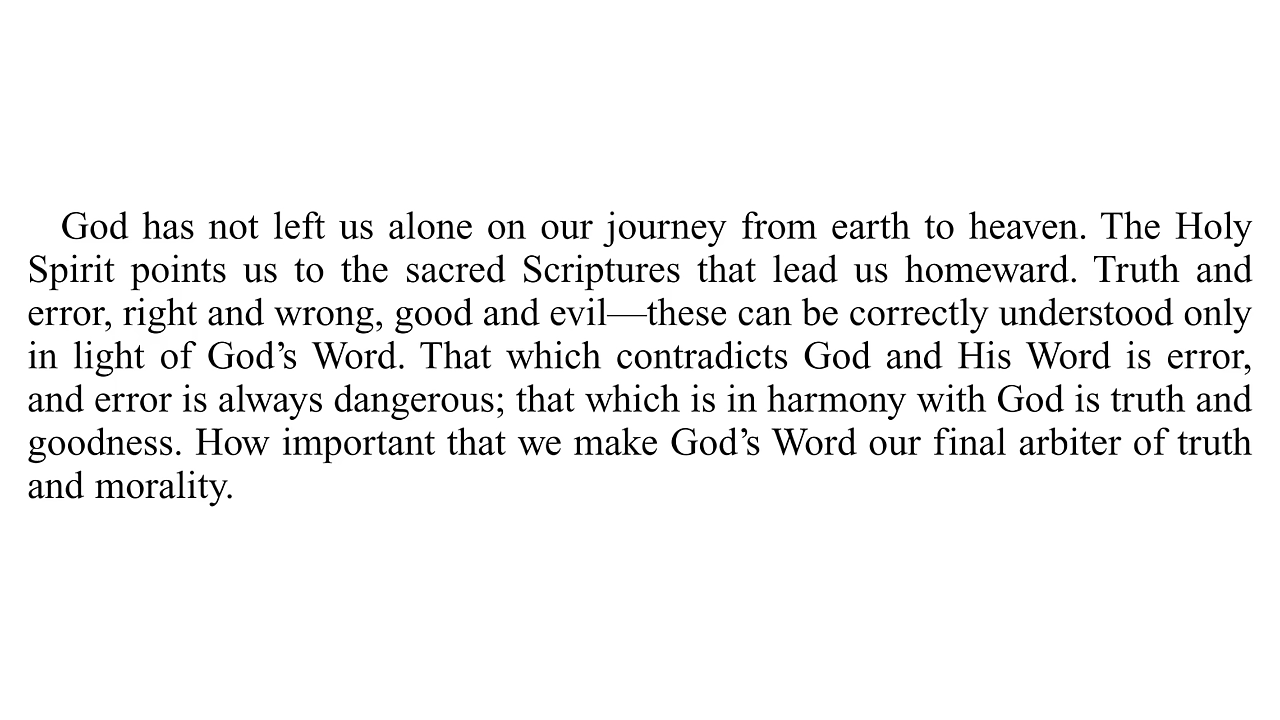 God has not left us alone on our journey from earth to heaven. The Holy
Spirit points us to the sacred Scriptures that lead us homeward. Truth and
error, right and wrong, good and evil—these can be correctly understood only
in light of God’s Word. That which contradicts God and His Word is error,
and error is always dangerous; that which is in harmony with God is truth and
goodness. How important that we make God’s Word our final arbiter of truth
and morality.